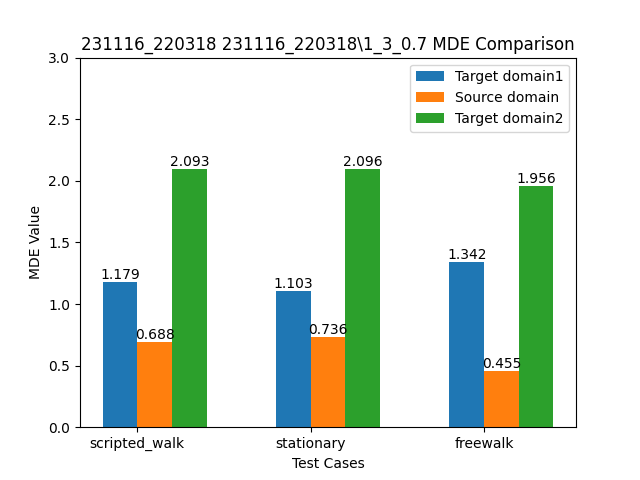 231116_220318 231116_220318\1_3_0.7 MDE Comparison
3.0
2.5
2.0
1.5
1.0
0.5
0.0
MDE Value
Target domain1
Source domain
Target domain2
1.179
0.688
2.093
1.103
0.736
2.096
1.342
0.455
1.956
scripted_walk
stationary
freewalk
Test Cases